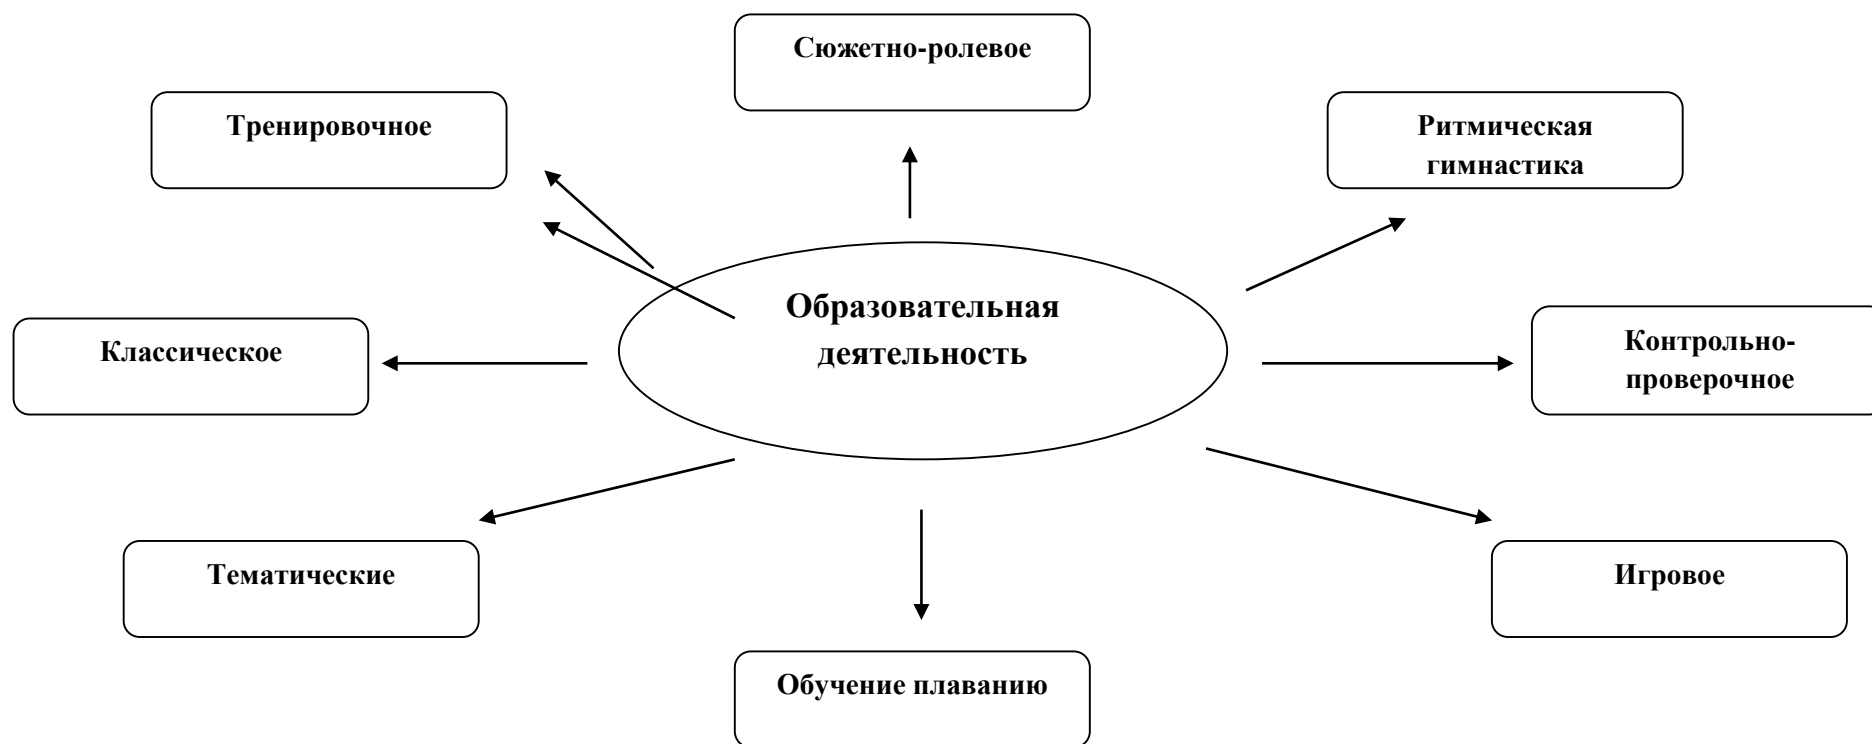 Сюжетно-ролевое
Тренировочное
Ритмическая
гимнастика
Образовательная
деятельность
Классическое
Контрольно-
проверочное
Тематические
Игровое
Обучение плаванию